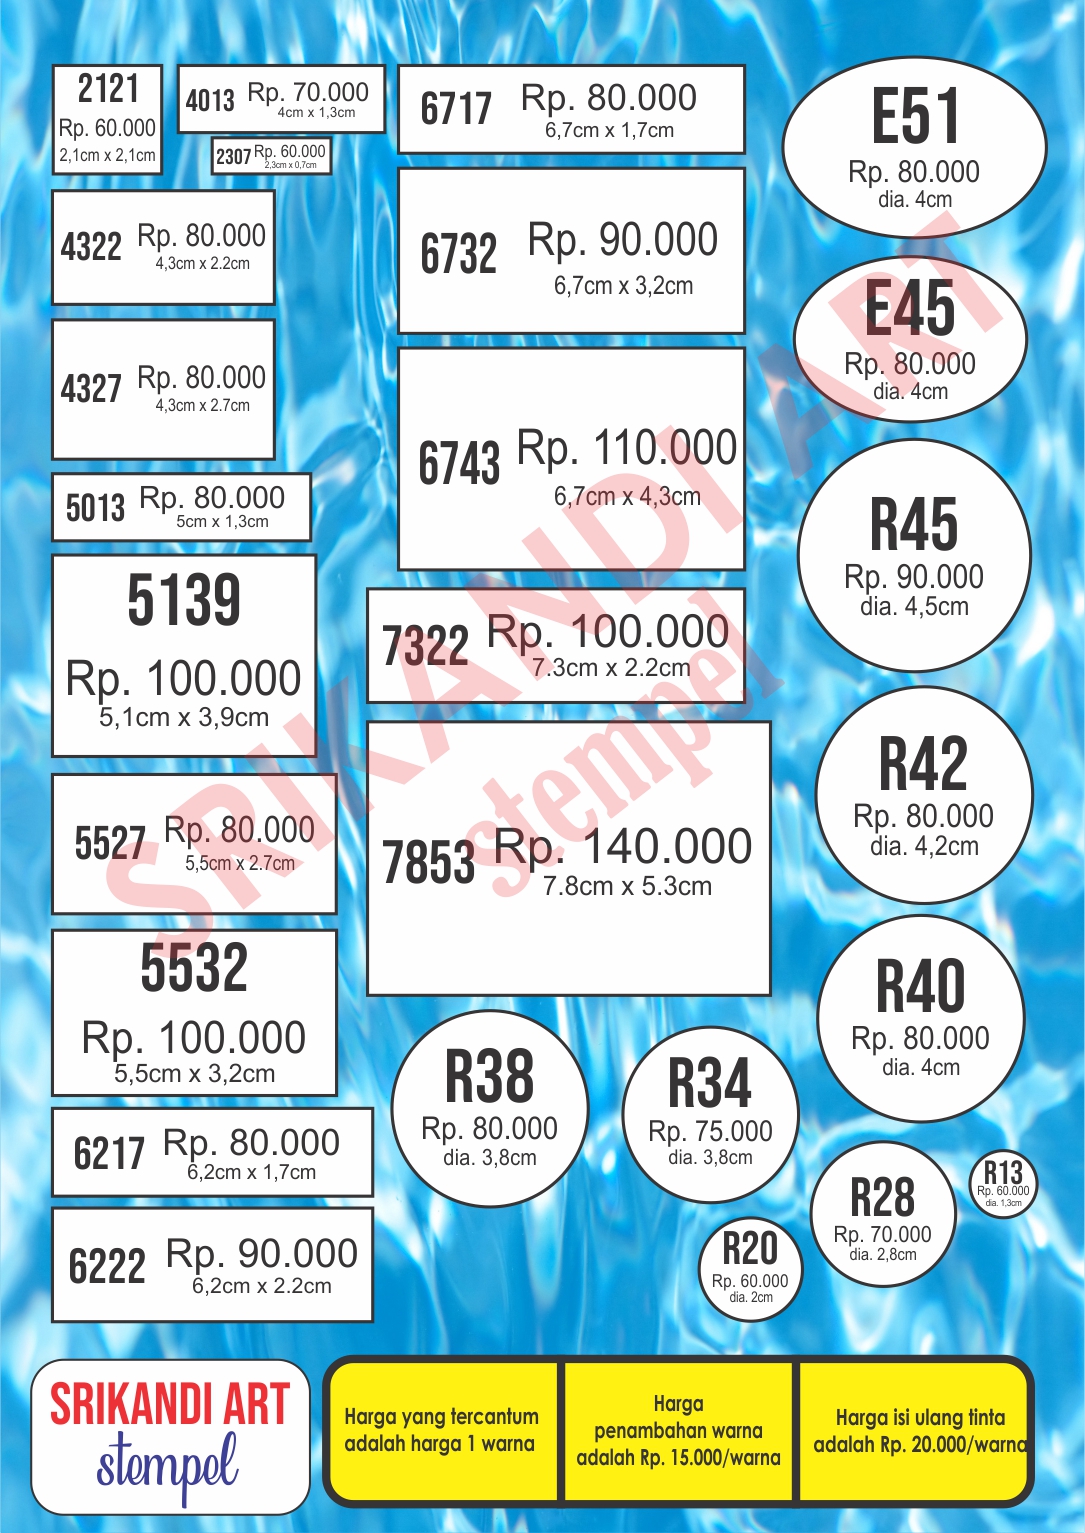 2121
Rp. 60.000
2,1cm x 2,1cm
4013 Rp. 70.000
4cm x 1,3cm
2307 Rp. 60.000
2,3cm x 0,7cm
4322 Rp. 80.000
4,3cm x 2.2cm
4327 Rp. 80.000
4,3cm x 2.7cm
5013 Rp. 80.000
5cm x 1,3cm
5139
Rp. 100.000
5,1cm x 3,9cm
5527 Rp. 80.000
5,5cm x 2.7cm
5532
Rp. 100.000
5,5cm x 3,2cm
6217 Rp. 80.000
6,2cm x 1,7cm
6222 Rp. 90.000
6,2cm x 2.2cm
6717 Rp. 80.000
6,7cm x 1,7cm
6732 Rp. 90.000
6,7cm x 3,2cm
6743 Rp. 110.000
6,7cm x 4,3cm
7322 Rp. 100.000
7.3cm x 2.2cm
7853 Rp. 140.000
7.8cm x 5.3cm
R38
Rp. 80.000
dia. 3,8cm
R34
Rp. 75.000
dia. 3,8cm
R20
Rp. 60.000
dia. 2cm
E51
Rp. 80.000
dia. 4cm
E45
Rp. 80.000
dia. 4cm
R45
Rp. 90.000
dia. 4,5cm
R42
Rp. 80.000
dia. 4,2cm
R40
Rp. 80.000
dia. 4cm
R28
Rp. 70.000
dia. 2,8cm
R13
Rp. 60.000
dia. 1,3cm
SRIKANDI ART
stempel
SRIKANDI ART
stempel
Harga yang tercantum
adalah harga 1 warna
Harga
penambahan warna
adalah Rp. 15.000/warna
Harga isi ulang tinta
adalah Rp. 20.000/warna